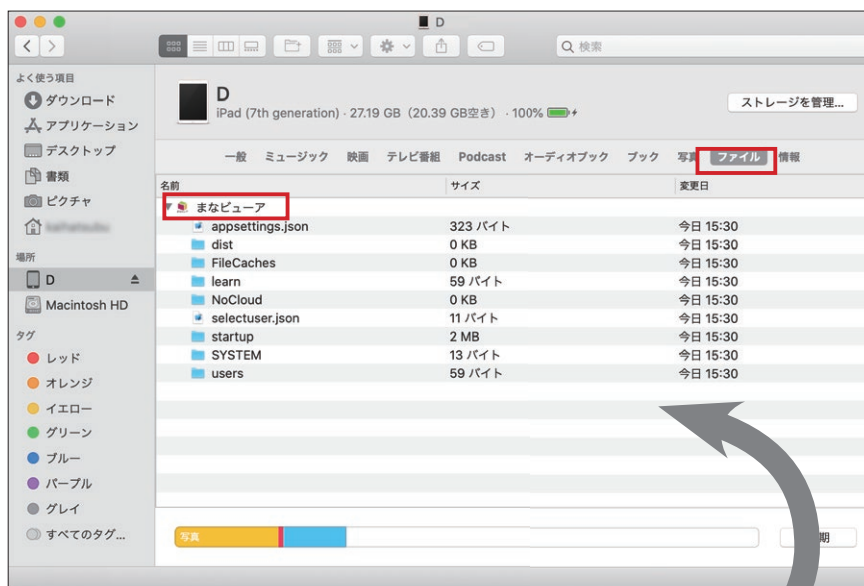 D
検索
よく使う項目
ダウンロード
アプリケーション
デスクトップ
書類
ピクチャ
場所
D
Macintosh HD
タグ
レッド
オレンジ
イエロー
グリーン
ブルー
パープル
グレイ
すべてのタグ...
D
iPad (7th generation) · 27.19 GB（20.39 GB空き） · 100%
ストレージを管理...
一般 ミュージック 映画 テレビ番組 Podcast オーディオブック ブック 写真 ファイル 情報
名前 サイズ 変更日
まなビューア
appsettings.json 323 バイト 今日 15:30
dist 0 KB 今日 15:30
FileCaches 0 KB 今日 15:30
learn 59 バイト 今日 15:30
NoCloud 0 KB 今日 15:30
selectuser.json 11 バイト 今日 15:30
startup 2 MB 今日 15:30
SYSTEM 13 バイト 今日 15:30
users 59 バイト 今日 15:30
写真
期